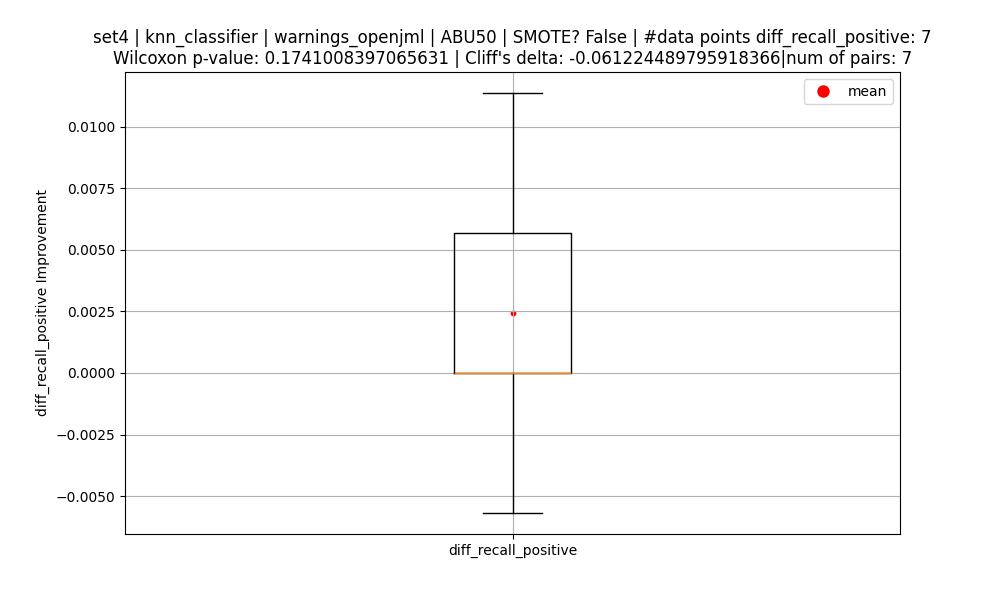 set4 | knn_classifier | warnings_openjml | ABU50 | SMOTE? False | #data points diff_recall_positive: 7
Wilcoxon p-value: 0.1741008397065631 | Cliff's delta: -0.061224489795918366|num of pairs: 7
mean
0.0100
0.0075
0.0050
0.0025
0.0000
−0.0025
−0.0050
diff_recall_positive Improvement
diff_recall_positive